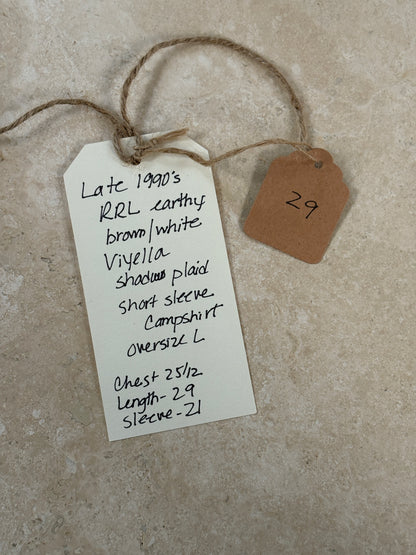 Late 1990's
RRL earthy
brown/white
Viyella
shadow plaid
short sleeve
Campshirt
oversize L
Chest 25 1/2
Length - 29
Sleeve - 21
29